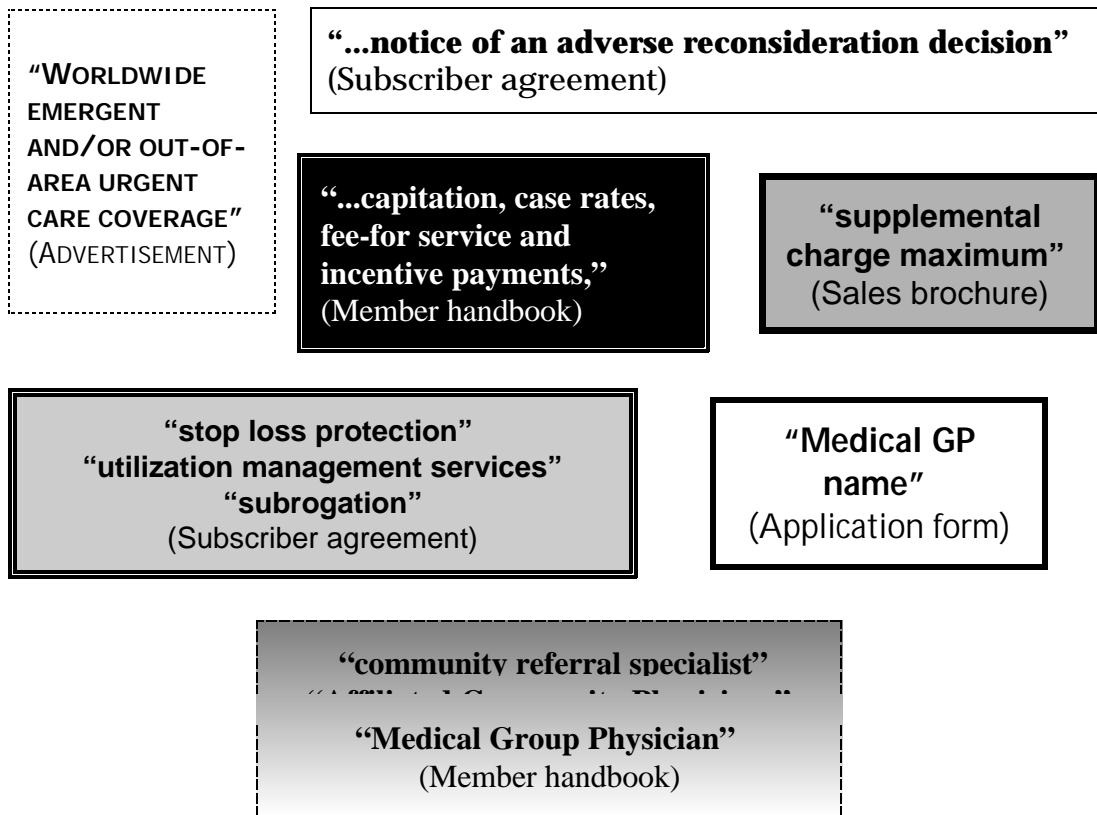 “WORLDWIDE
EMERGENT
AND/OR OUT-OF-
AREA URGENT
CARE COVERAGE”
(ADVERTISEMENT)
“...notice of an adverse reconsideration decision”
(Subscriber agreement)
“...capitation, case rates,
fee-for service and
incentive payments,”
(Member handbook)
“supplemental
charge maximum”
(Sales brochure)
“stop loss protection”
“utilization management services”
“subrogation”
(Subscriber agreement)
“Medical GP
name”
(Application form)
“community referral specialist”
“Affiliated Community
“Medical Group Physician”
(Member handbook)